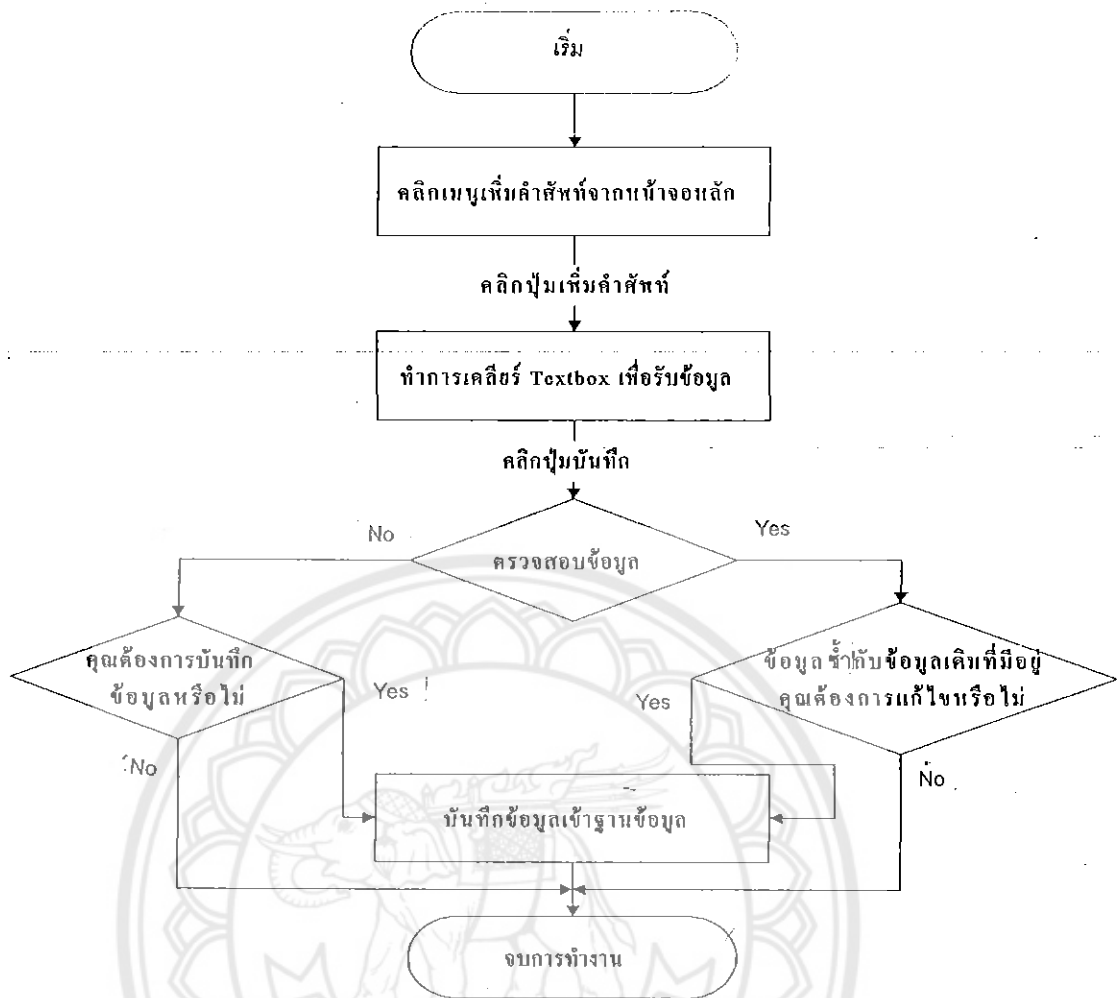 เริ่ม
คลิกเมนูเพิ่มคำศัพท์จากหน้าจอหลัก
คลิกปุ่มเพิ่มคำศัพท์
ทำการเคลียร์ Textbox เพื่อรับข้อมูล
คลิกปุ่มบันทึก
No
Yes
ตรวจสอบข้อมูล
คุณต้องการบันทึก
ข้อมูลหรือไม่
ข้อมูลซ้ำกับข้อมูลเดิมที่มีอยู่
คุณต้องการแก้ไขหรือไม่
Yes
Yes
No
No
บันทึกข้อมูลเข้าฐานข้อมูล
จบการทำงาน